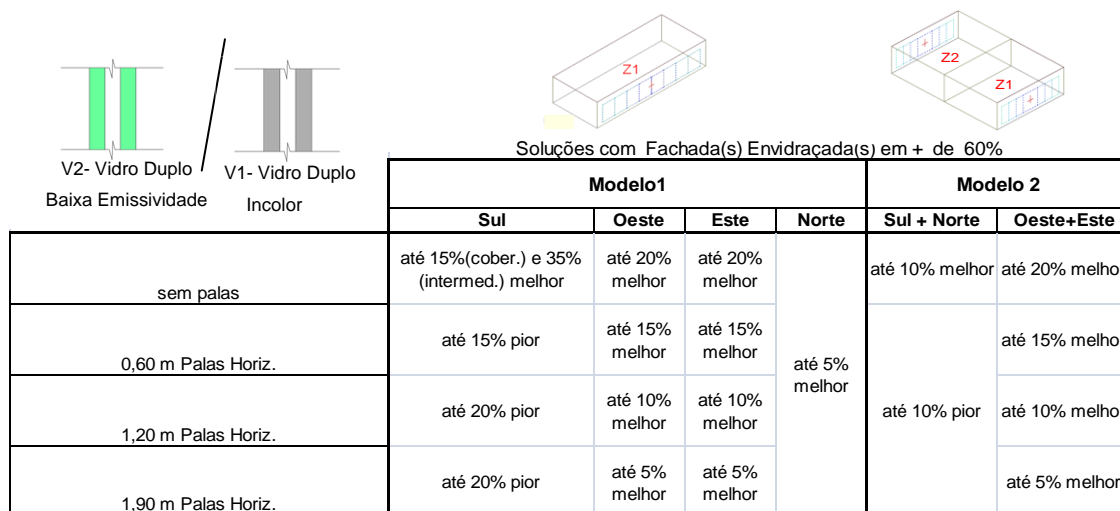 Z1
Z2
Z1
V2- Vidro Duplo
Baixa Emissividade
V1- Vidro Duplo
Incolor
Soluções com Fachada(s) Envidraçada(s) em + de 60%
Modelo1
Modelo 2
Sul
Oeste
Este
Norte
Sul + Norte
Oeste+Este
sem palas
até 15%(cober.) e 35%
(intermed.) melhor
até 20%
melhor
até 20%
melhor
até 5%
melhor
até 10% melhor
até 20% melho
0,60 m Palas Horiz.
até 15% pior
até 15%
melhor
até 15%
melhor
até 10% pior
até 15% melho
1,20 m Palas Horiz.
até 20% pior
até 10%
melhor
até 10%
melhor
até 10% melho
1,90 m Palas Horiz.
até 20% pior
até 5%
melhor
até 5%
melhor
até 5% melhor